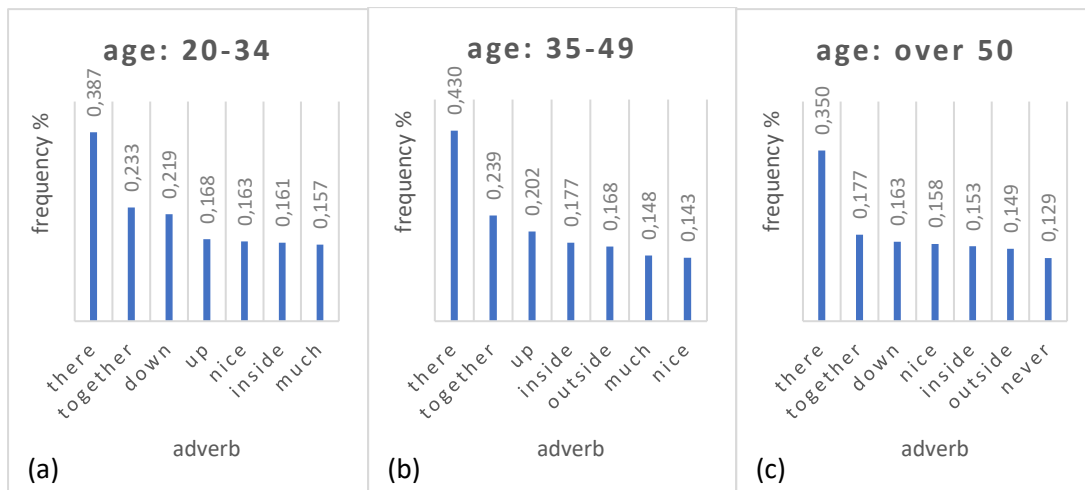 age: 20-34
frequency %
0,387
0,233
0,219
0,168
0,163
0,161
0,157
there
together
down
up
nice
inside
much
adverb
(a)
age: 35-49
frequency %
0,430
0,239
0,202
0,177
0,168
0,148
0,143
there
together
up
inside
outside
much
nice
adverb
(b)
age: over 50
frequency %
0,350
0,177
0,163
0,158
0,153
0,149
0,129
there
together
down
nice
inside
outside
never
adverb
(c)